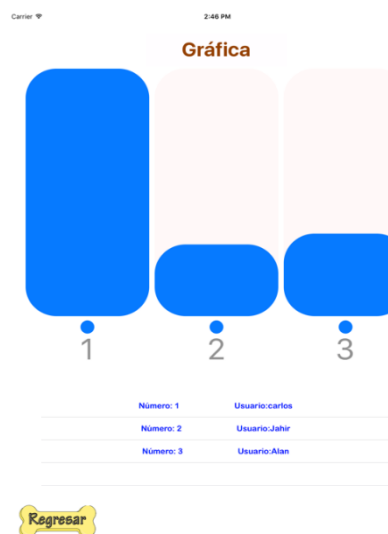 Carrier 2:46 PM
Gráfica
1 2 3
Número: 1 Usuario:carlos
Número: 2 Usuario:Jahir
Número: 3 Usuario:Alan
Regresar